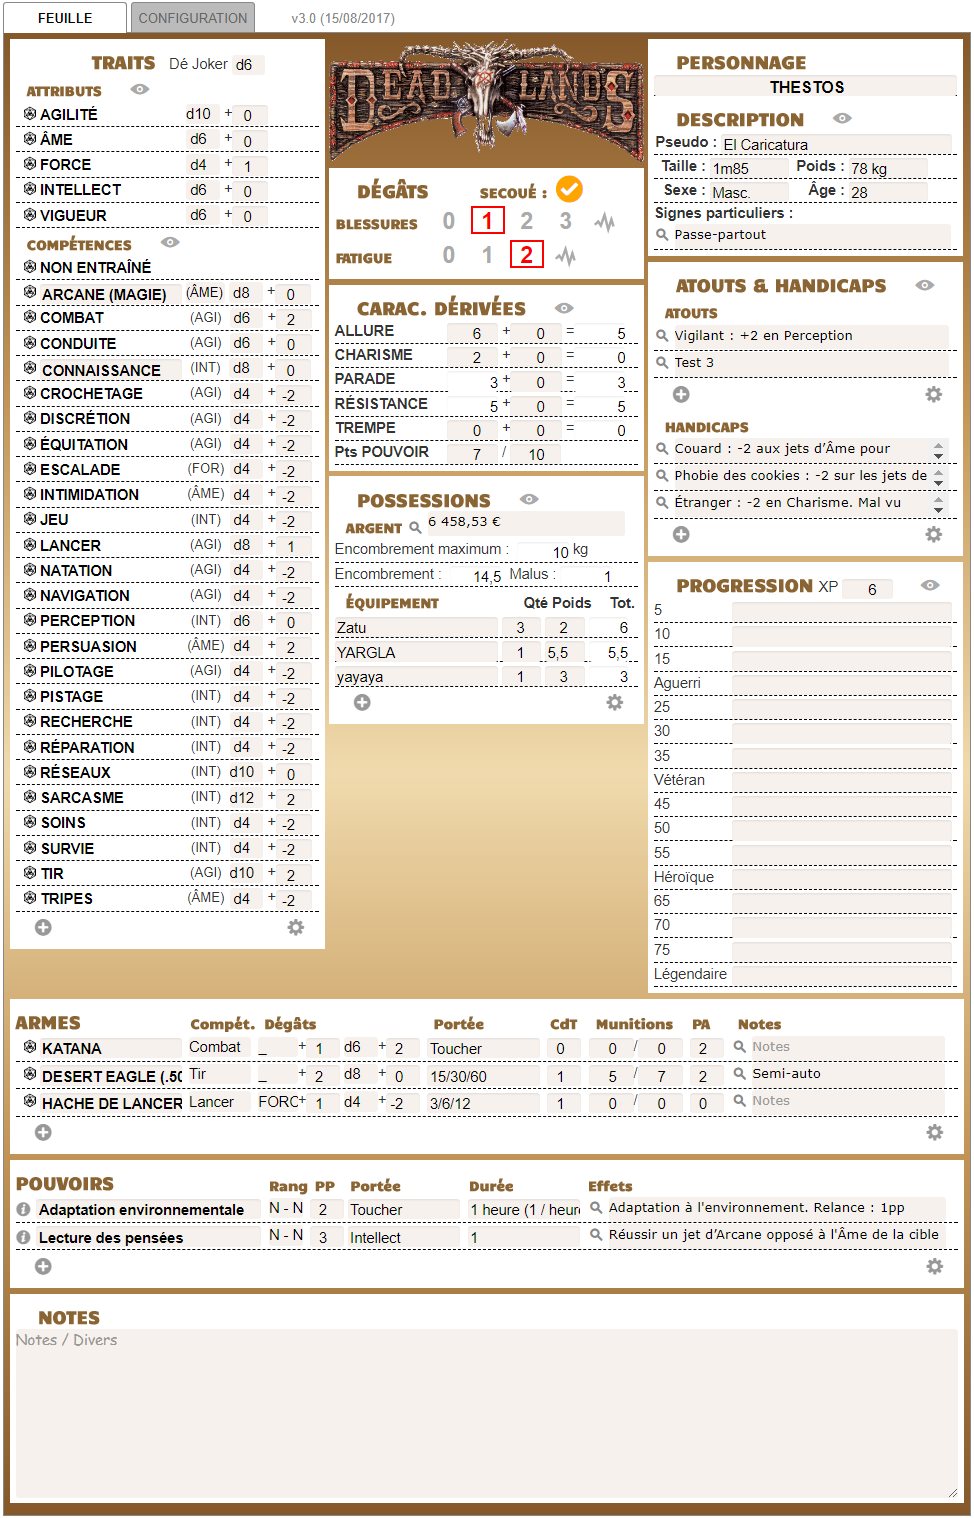 FEUILLE
CONFIGURATION
v3.0 (15/08/2017)
TRAITS Dé Joker d6
ATTRIBUTS
AGILITÉ d10 + 0
ÂME d6 + 0
FORCE d4 + 1
INTELLECT d6 + 0
VIGUEUR d6 + 0
COMPÉTENCES
NON ENTRAÎNÉ
ARCANE (MAGIE) (ÂME) d8 + 0
COMBAT (AGI) d6 + 2
CONDUITE (AGI) d6 + 0
CONNAISSANCE (INT) d8 + 0
CROCHETAGE (AGI) d4 + -2
DISCRÉTION (AGI) d4 + -2
ÉQUITATION (AGI) d4 + -2
ESCALADE (FOR) d4 + -2
INTIMIDATION (ÂME) d4 + -2
JEU (INT) d4 + -2
LANCER (AGI) d8 + 1
NATATION (AGI) d4 + -2
NAVIGATION (AGI) d4 + -2
PERCEPTION (INT) d6 + 0
PERSUASION (ÂME) d4 + 2
PILOTAGE (AGI) d4 + -2
PISTAGE (INT) d4 + -2
RECHERCHE (INT) d4 + -2
RÉPARATION (INT) d4 + -2
RÉSEAUX (INT) d10 + 0
SARCASME (INT) d12 + 2
SOINS (INT) d4 + -2
SURVIE (INT) d4 + -2
TIR (AGI) d10 + 2
TRIPES (ÂME) d4 + -2
DEADLANDS
DÉGÂTS SECOUÉ :
BLESSURES 0 1 2 3
FATIGUE 0 1 2
CARAC. DÉRIVÉES
ALLURE 6 + 0 = 5
CHARISME 2 + 0 = 0
PARADE 3 + 0 = 3
RÉSISTANCE 5 + 0 = 5
TREMPE 0 + 0 = 0
Pts POUVOIR 7 / 10
POSSESSIONS
ARGENT 6 458,53 €
Encombrement maximum : 10 kg
Encombrement : 14,5 Malus : 1
ÉQUIPEMENT Qté Poids Tot.
Zatu 3 2 6
YARGLA 1 5,5 5,5
yayaya 1 3 3
PERSONNAGE
THESTOS
DESCRIPTION
Pseudo : El Caricatura
Taille : 1m85 Poids : 78 kg
Sexe : Masc. Âge : 28
Signes particuliers :
Passe-partout
ATOUTS & HANDICAPS
ATOUTS
Vigilant : +2 en Perception
Test 3
HANDICAPS
Couard : -2 aux jets d'Âme pour
Phobie des cookies : -2 sur les jets de
Étranger : -2 en Charisme. Mal vu
PROGRESSION XP 6
5
10
15
Aguerri
25
30
35
Vétéran
45
50
55
Héroïque
65
70
75
Légendaire
ARMES Compét. Dégâts Portée CdT Munitions PA Notes
KATANA Combat _ + 1 d6 + 2 Toucher 0 0 / 0 2 Notes
DESERT EAGLE (.50 Tir _ + 2 d8 + 0 15/30/60 1 5 / 7 2 Semi-auto
HACHE DE LANCER Lancer FORC + 1 d4 + -2 3/6/12 1 0 / 0 0 Notes
POUVOIRS Rang PP Portée Durée Effets
Adaptation environnementale N - N 2 Toucher 1 heure (1 / heure Adaptation à l'environnement. Relance : 1pp
Lecture des pensées N - N 3 Intellect 1 Réussir un jet d'Arcane opposé à l'Âme de la cible
NOTES
Notes / Divers